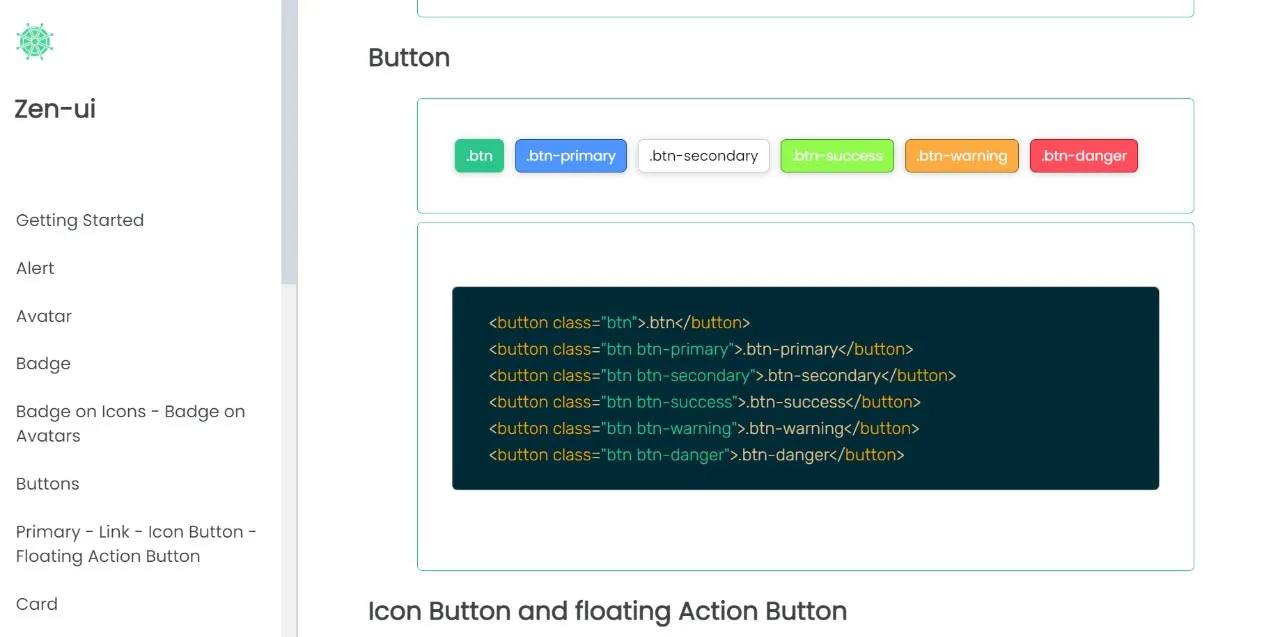 Zen-ui
Getting Started
Alert
Avatar
Badge
Badge on Icons - Badge on
Avatars
Buttons
Primary - Link - Icon Button -
Floating Action Button
Card
Button
.btn .btn-primary .btn-secondary .btn-success .btn-warning .btn-danger
<button class="btn">.btn</button>
<button class="btn btn-primary">.btn-primary</button>
<button class="btn btn-secondary">.btn-secondary</button>
<button class="btn btn-success">.btn-success</button>
<button class="btn btn-warning">.btn-warning</button>
<button class="btn btn-danger">.btn-danger</button>
Icon Button and floating Action Button